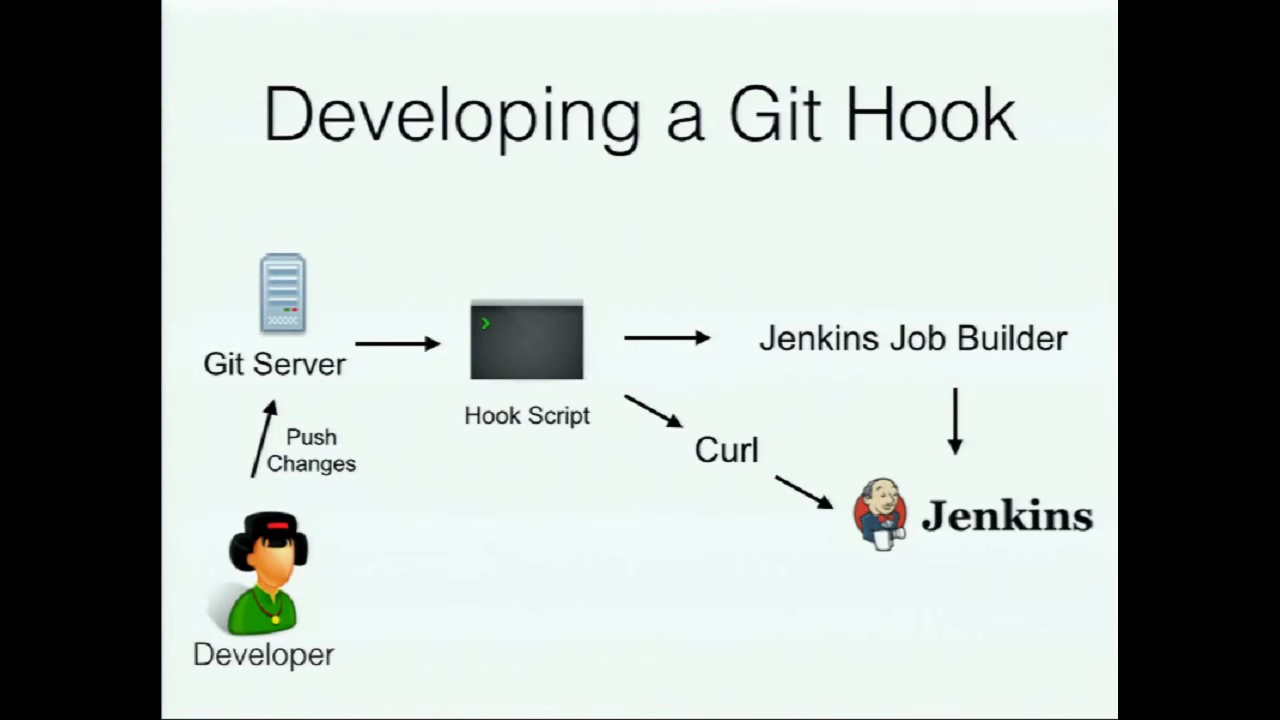 Developing a Git Hook
Git Server
Hook Script
Jenkins Job Builder
Push
Changes
Curl
Jenkins
Developer